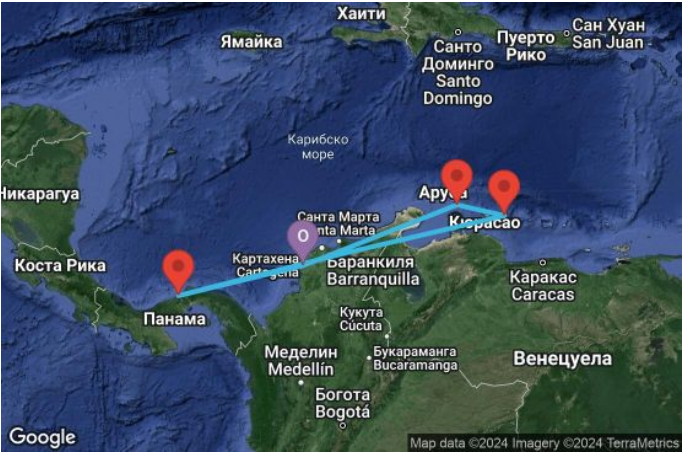 Хаити
Ямайка
Сан Хуан
San Juan
Пуерто
Рико
Санто
Доминго
Santo
Domingo
Карибско
море
Никарагуа
Аруба
Кюрасао
Санта Марта
Santa Marta
О
Картахена
Cartagena
Баранкиля
Barranquilla
Коста Рика
Каракас
Caracas
Панама
Кукута
Cúcuta
Меделин
Medellín
Букараманга
Bucaramanga
Венецуела
Богота
Bogotá
Google
Map data ©2024 Imagery ©2024 TerraMetrics